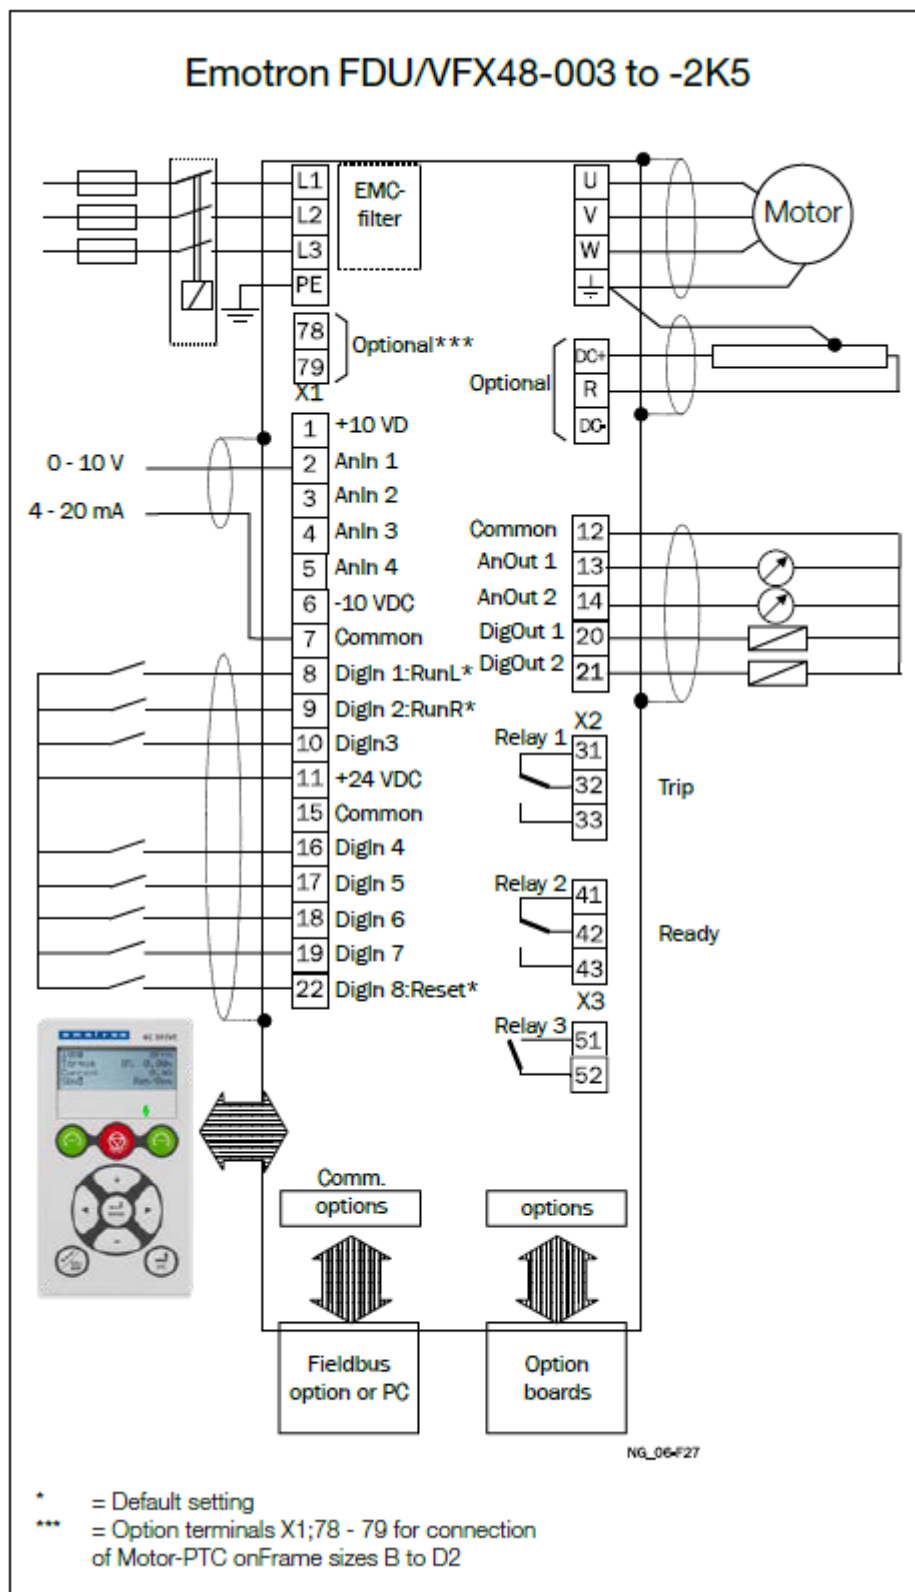 Emotron FDU/VFX48-003 to -2K5
L1
L2
L3
PE
EMC-
filter
U
V
W
Motor
78
79
Optional***
X1
Optional
DC+
R
DC-
0 - 10 V
4 - 20 mA
1 +10 VD
2 AnIn 1
3 AnIn 2
4 AnIn 3
5 AnIn 4
6 -10 VDC
7 Common
8 DigIn 1:RunL*
9 DigIn 2:RunR*
10 DigIn3
11 +24 VDC
15 Common
16 DigIn 4
17 DigIn 5
18 DigIn 6
19 DigIn 7
22 DigIn 8:Reset*
Common 12
AnOut 1 13
AnOut 2 14
DigOut 1 20
DigOut 2 21
X2
Relay 1
31
32
33
Trip
Relay 2
41
42
43
Ready
X3
Relay 3
51
52
emotron
AC DRIVE
Comm.
options
options
Fieldbus
option or PC
Option
boards
NG_06-F27
* = Default setting
*** = Option terminals X1;78 - 79 for connection
of Motor-PTC onFrame sizes B to D2